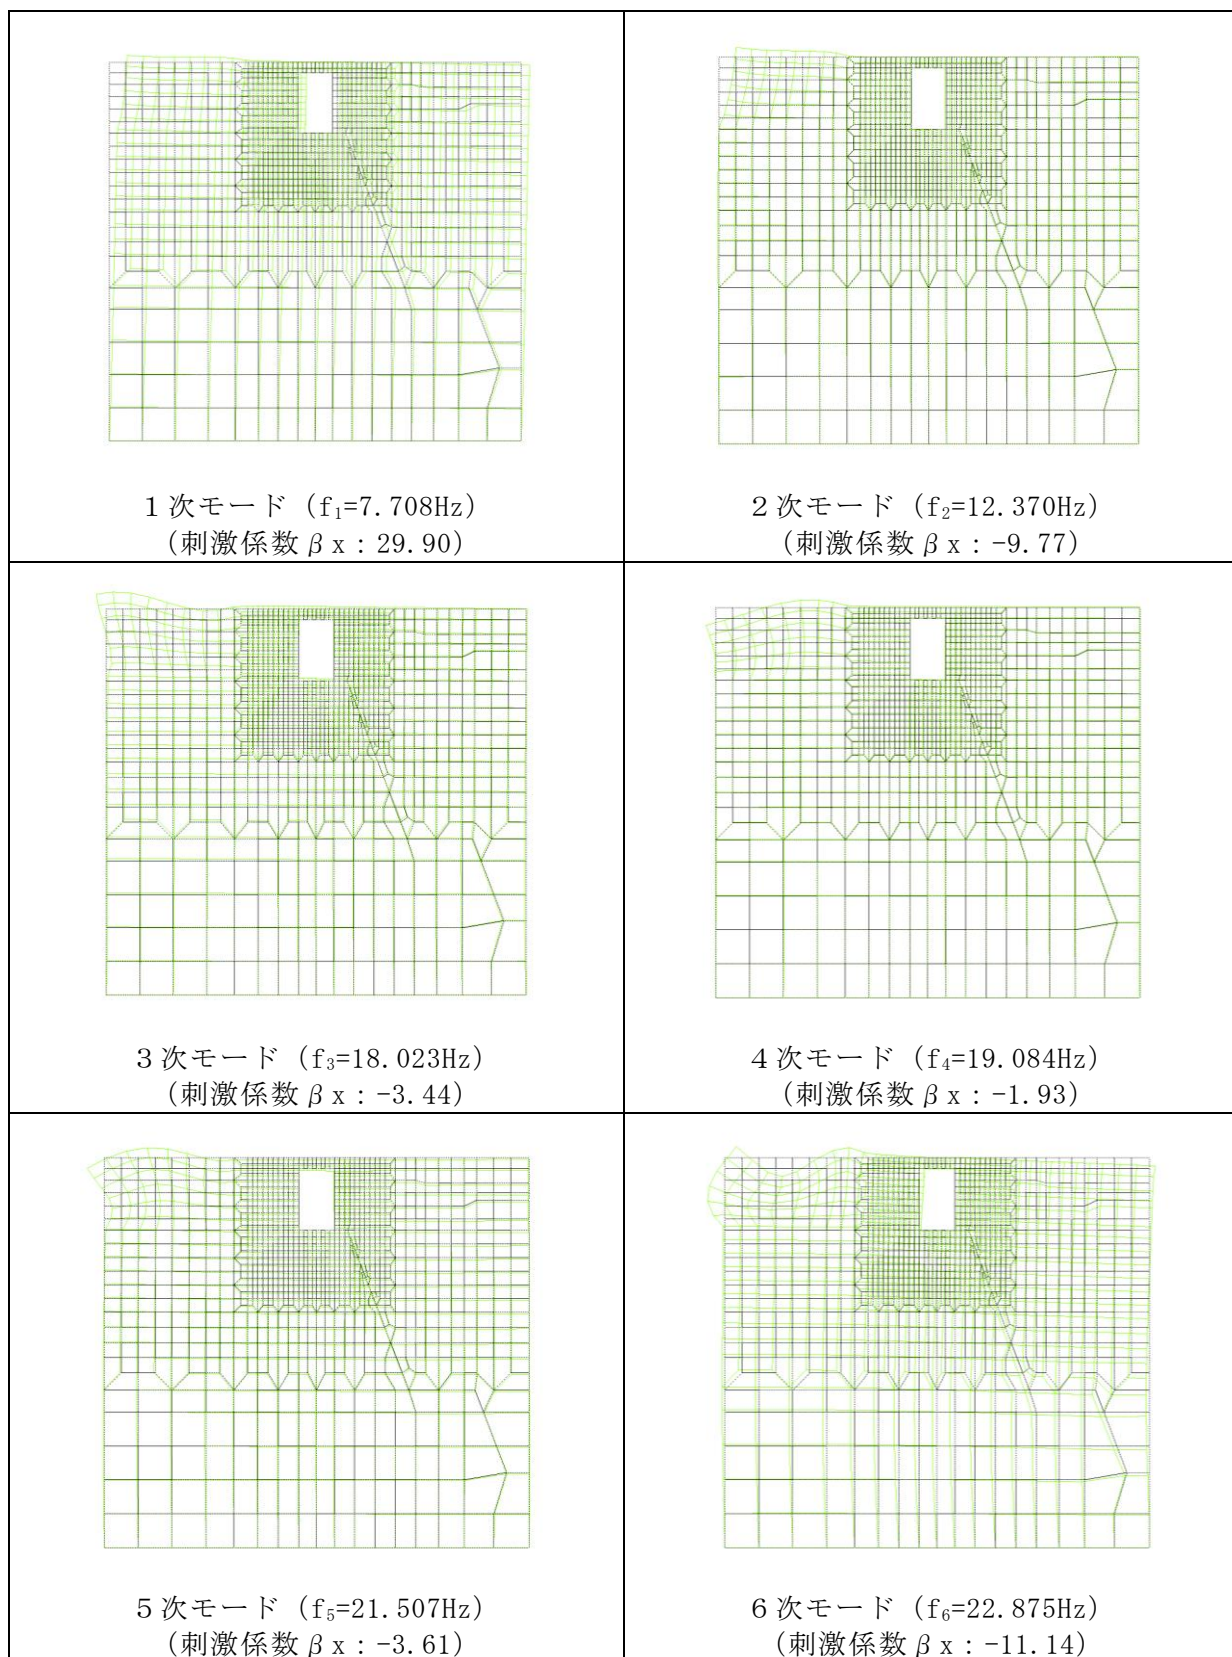 1次モード（f₁=7.708Hz）
（刺激係数βx：29.90）
2次モード（f₂=12.370Hz）
（刺激係数βx：-9.77）
3次モード（f₃=18.023Hz）
（刺激係数βx：-3.44）
4次モード（f₄=19.084Hz）
（刺激係数βx：-1.93）
5次モード（f₅=21.507Hz）
（刺激係数βx：-3.61）
6次モード（f₆=22.875Hz）
（刺激係数βx：-11.14）